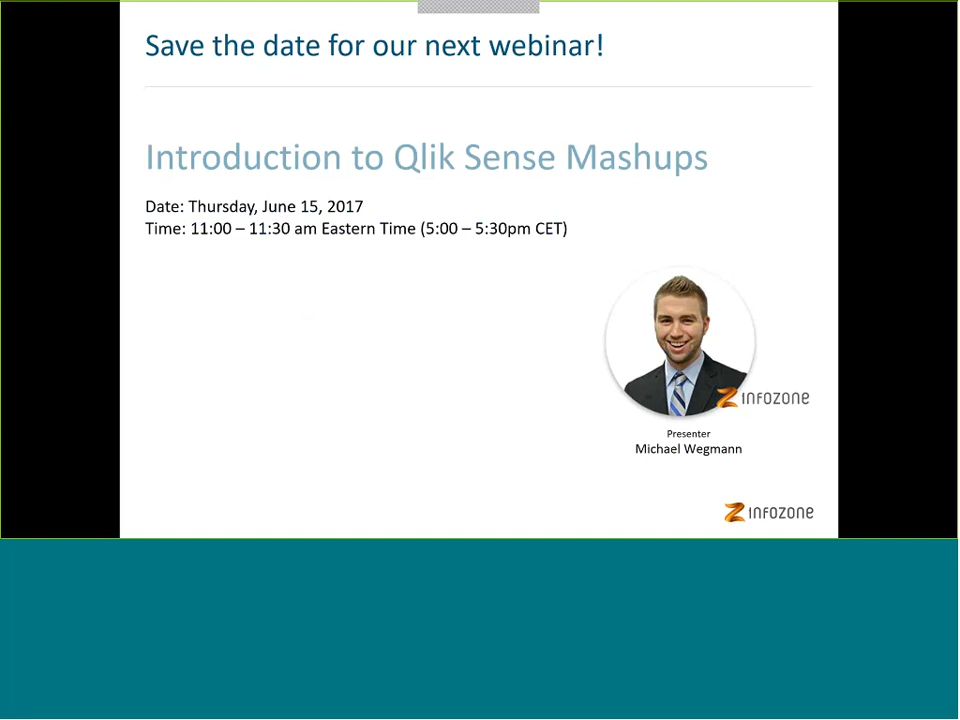 Save the date for our next webinar!
Introduction to Qlik Sense Mashups
Date: Thursday, June 15, 2017
Time: 11:00 – 11:30 am Eastern Time (5:00 – 5:30pm CET)
infozone
Presenter
Michael Wegmann
infozone